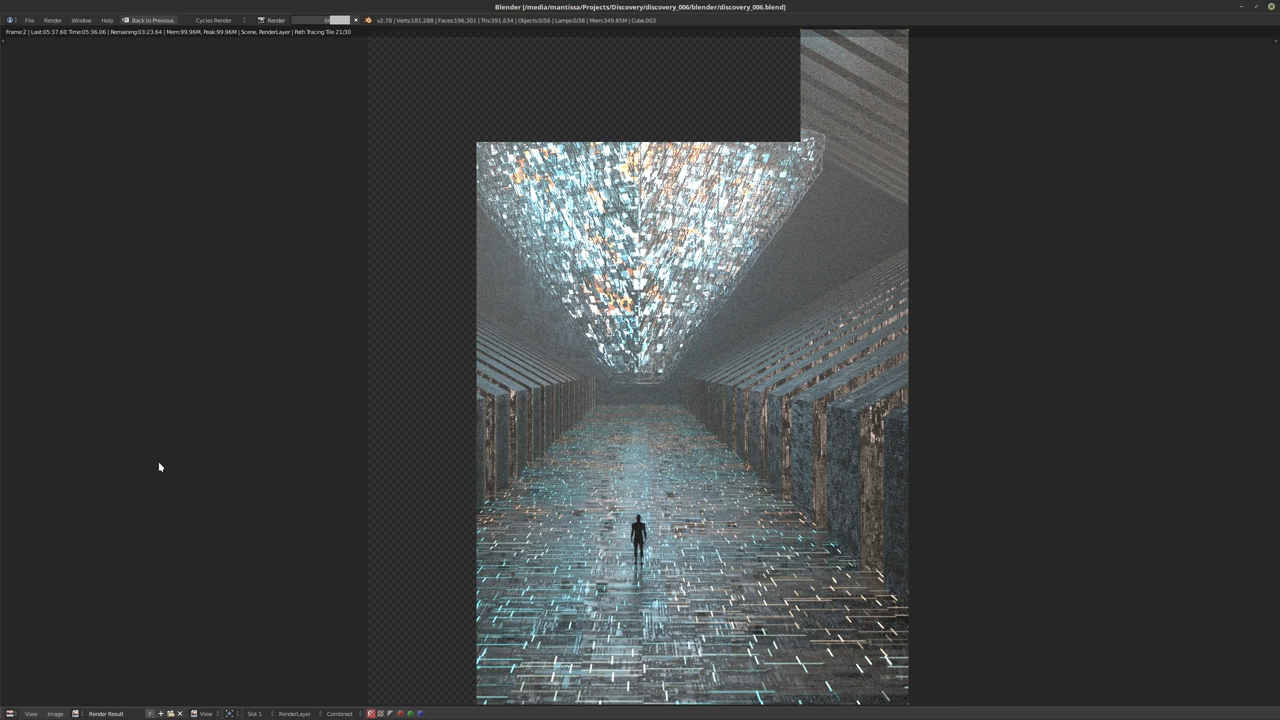 Blender [/media/mantissa/Projects/Discovery/discovery_006/blender/discovery_006.blend]
File Render Window Help Back to Previous Cycles Render Render v2.78 | Verts:181,288 | Faces:196,301 | Tris:391,634 | Objects:0/56 | Lamps:0/38 | Mem:349.85M | Cube.003
Frame:2 | Last:05:37.60 Time:05:36.06 | Remaining:03:23.64 | Mem:99.96M, Peak:99.96M | Scene, RenderLayer | Path Tracing Tile 21/30
View Image Render Result F View Slot 1 RenderLayer Combined